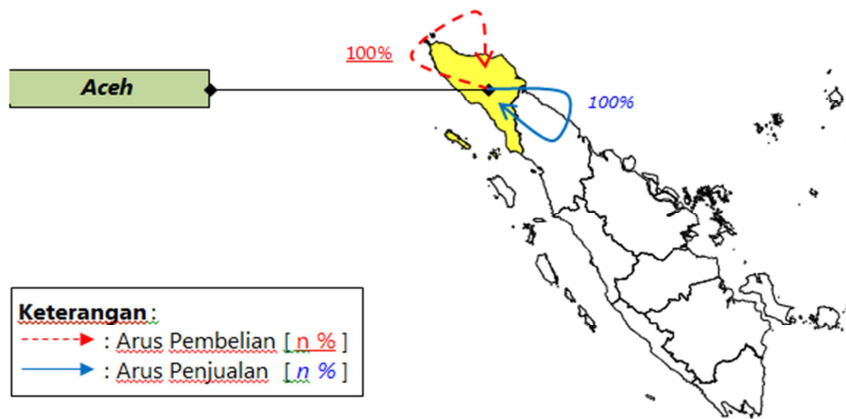 100%
Aceh
100%
Keterangan :
: Arus Pembelian [ n % ]
: Arus Penjualan [ n % ]